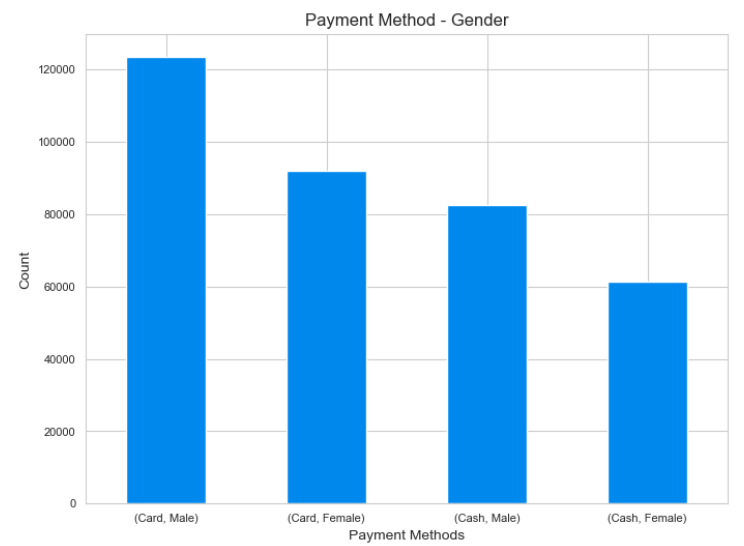 Payment Method - Gender
120000
100000
80000
60000
40000
20000
0
Count
(Card, Male) (Card, Female) (Cash, Male) (Cash, Female)
Payment Methods